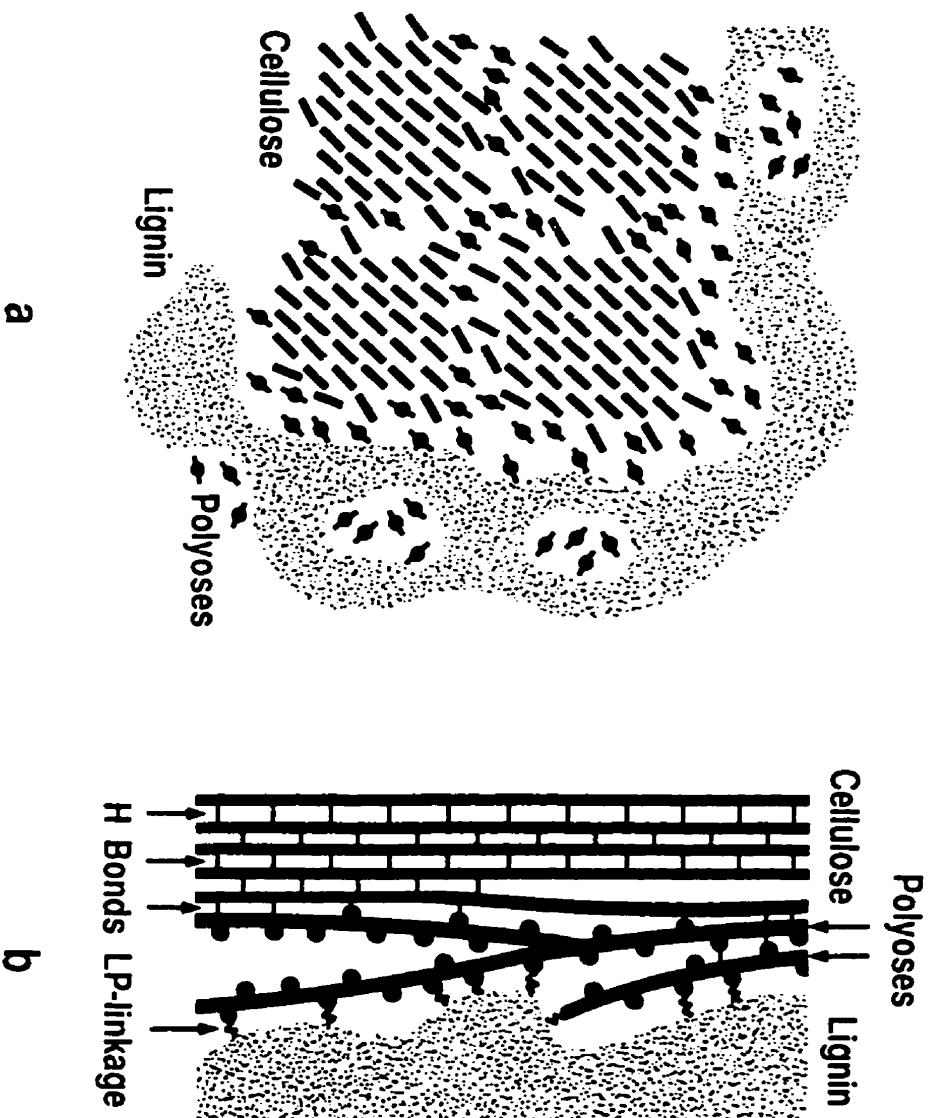 Cellulose
Lignin
Polyoses
a
Polyoses
Cellulose
Lignin
H Bonds
LP-linkage
b